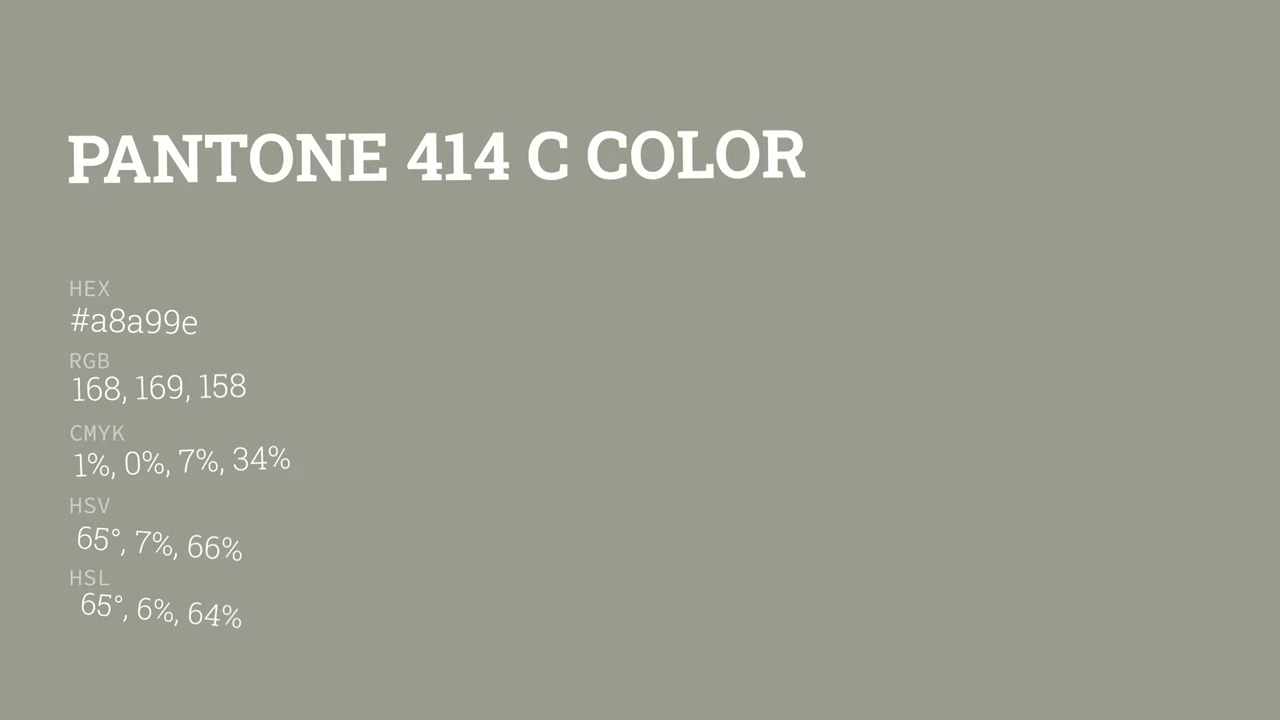 PANTONE 414 C COLOR
HEX
#a8a99e
RGB
168, 169, 158
CMYK
1%, 0%, 7%, 34%
HSV
65°, 7%, 66%
HSL
65°, 6%, 64%